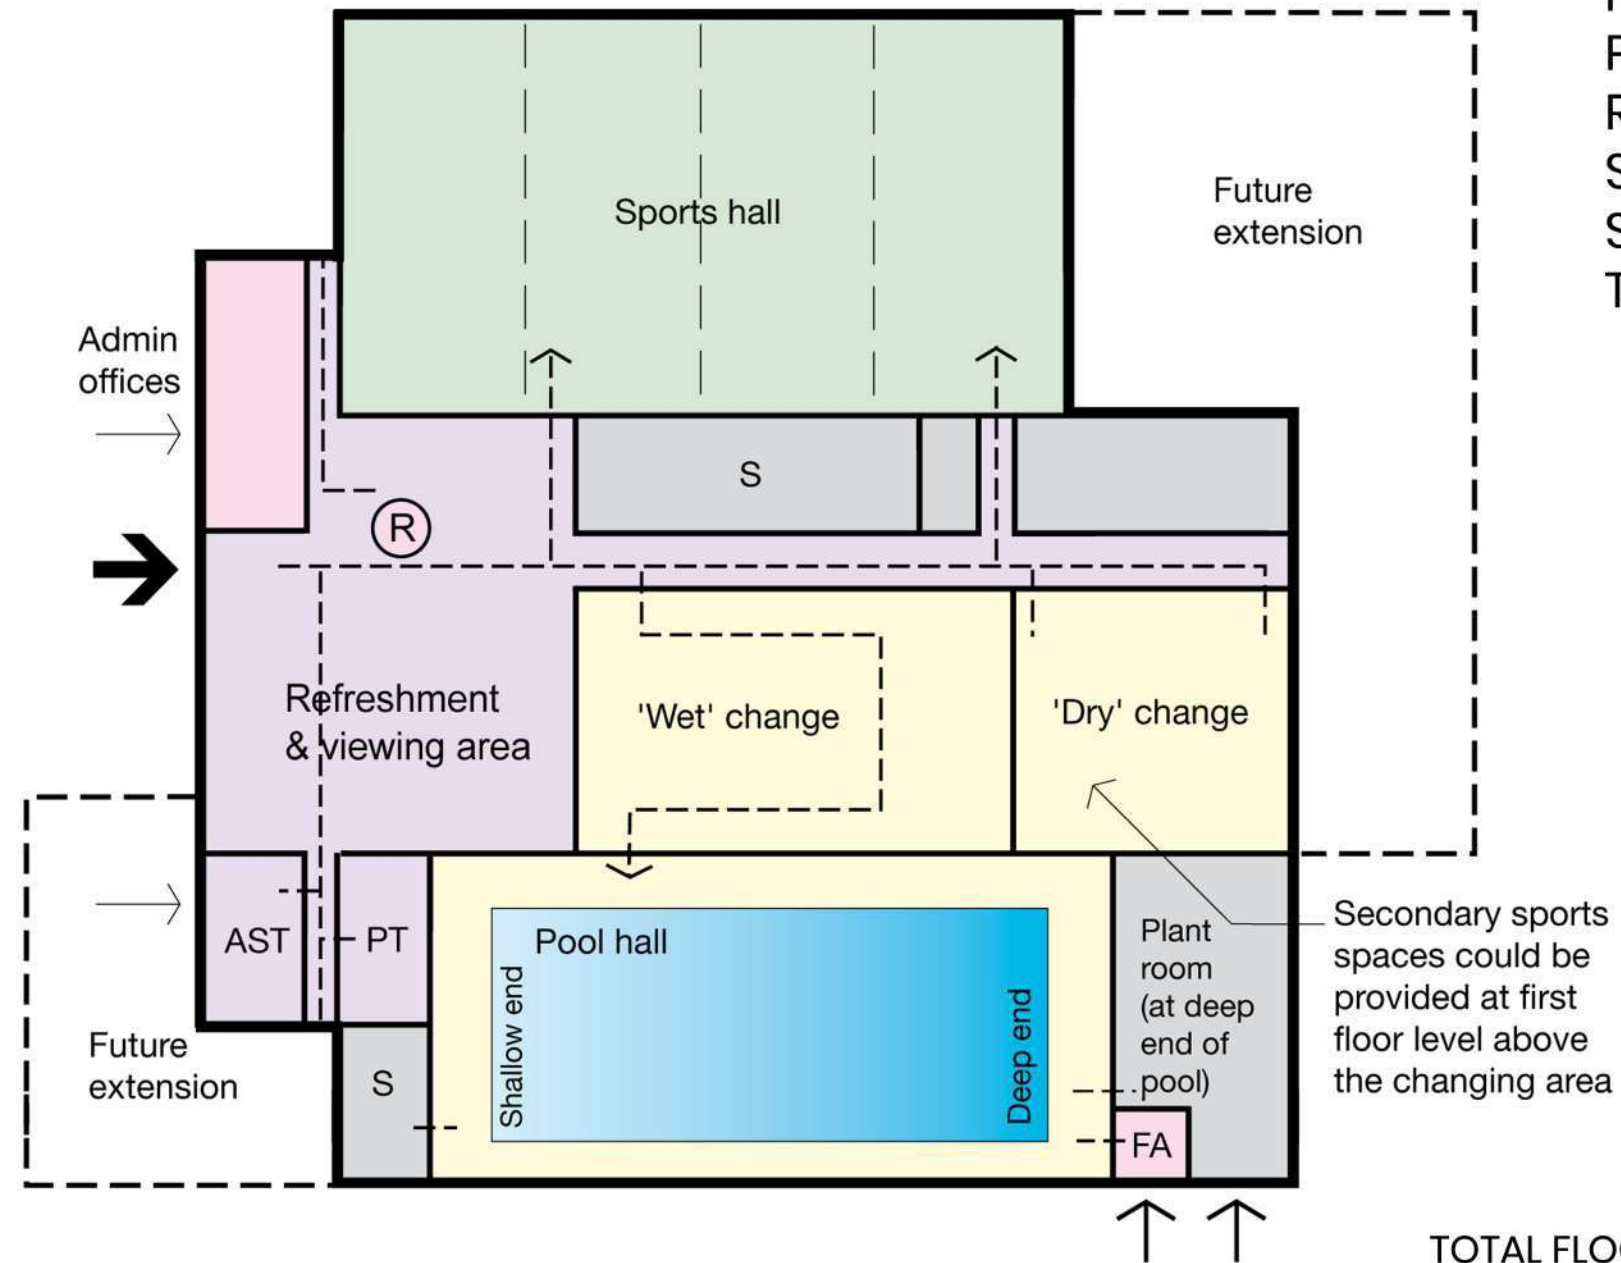 Sports hall
Future
extension
Admin
offices
S
R
Refreshment
& viewing area
'Wet' change
'Dry' change
AST
PT
Pool hall
Shallow end
Deep end
Plant
room
(at deep
end of
pool)
Secondary sports
spaces could be
provided at first
floor level above
the changing area
Future
extension
S
FA
P
R
S
S
T
TOTAL FLOO